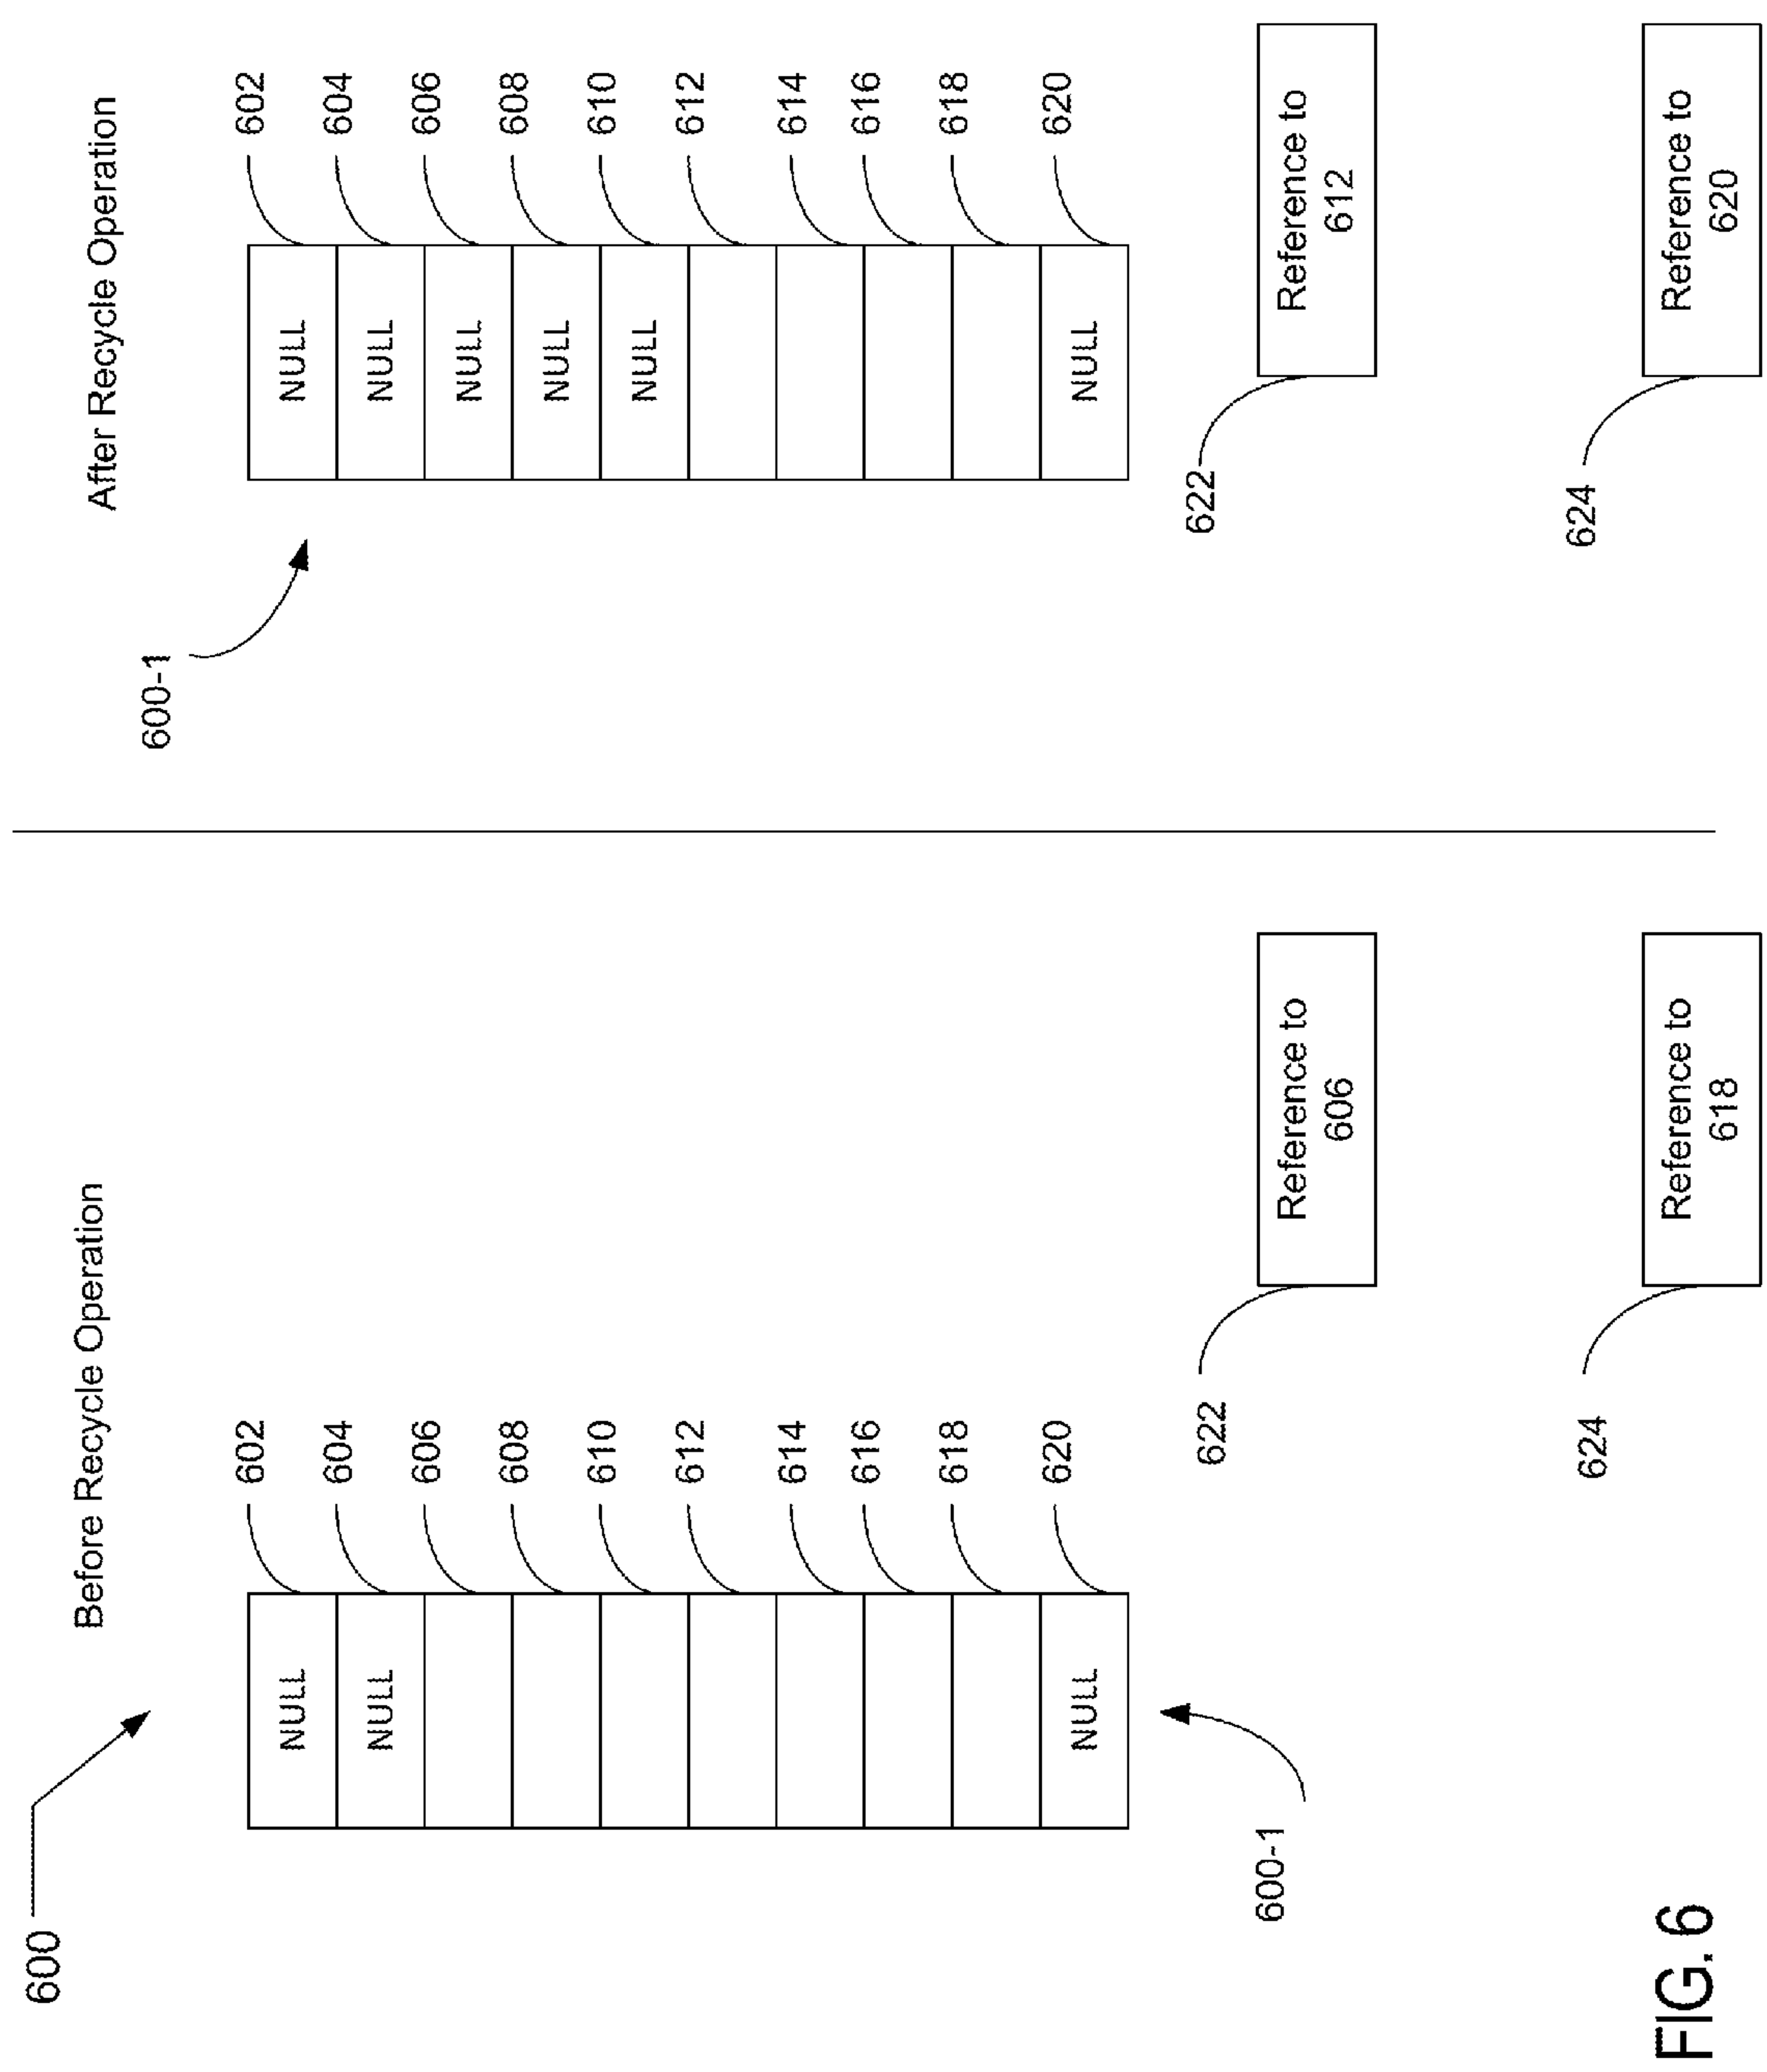 600
Before Recycle Operation
NULL
NULL
NULL
602
604
606
608
610
612
614
616
618
620
600-1
622
Reference to
606
624
Reference to
618
After Recycle Operation
600-1
NULL
NULL
NULL
NULL
NULL
NULL
602
604
606
608
610
612
614
616
618
620
622
Reference to
612
624
Reference to
620
FIG. 6